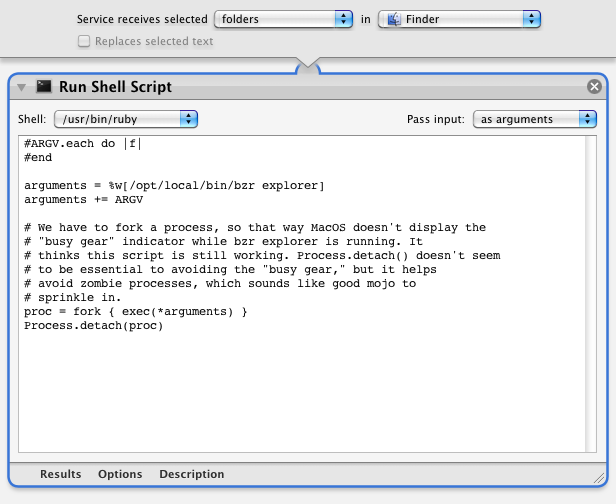 Service receives selected folders in Finder
Replaces selected text
Run Shell Script
Shell: /usr/bin/ruby Pass input: as arguments
#ARGV.each do |f|
#end
arguments = %w[/opt/local/bin/bzr explorer]
arguments += ARGV
# We have to fork a process, so that way MacOS doesn't display the
# "busy gear" indicator while bzr explorer is running. It
# thinks this script is still working. Process.detach() doesn't seem
# to be essential to avoiding the "busy gear," but it helps
# avoid zombie processes, which sounds like good mojo to
# sprinkle in.
proc = fork { exec(*arguments) }
Process.detach(proc)
Results Options Description